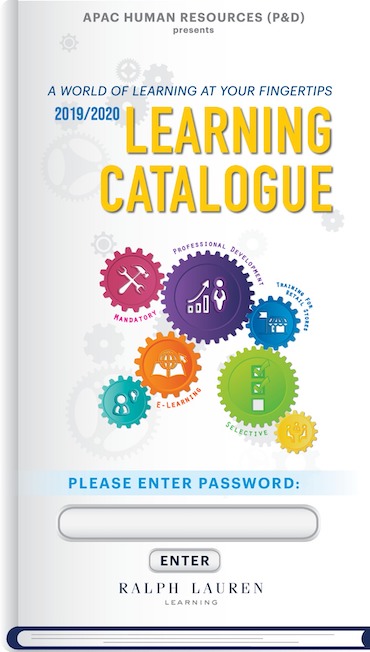 APAC HUMAN RESOURCES (P&D)
presents
A WORLD OF LEARNING AT YOUR FINGERTIPS
2019/2020
LEARNING
CATALOGUE
PROFESSIONAL DEVELOPMENT
TRAINING FOR
RETAIL STORES
MANDATORY
E-LEARNING
SELECTIVE
PLEASE ENTER PASSWORD:
ENTER
RALPH LAUREN
LEARNING